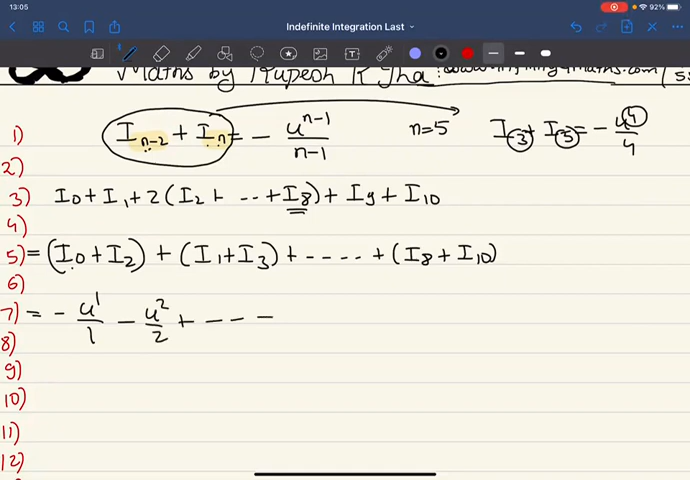 13:05
92%
Indefinite Integration Last
Maths by Rupesh K Jha:
1) I_{n-2} + I_n = - u^{n-1}/n-1 n=5 I_3 + I_5 = - u^4/4
2)
3) I_0 + I_1 + 2 (I_2 + -..+ I_8) + I_9 + I_10
4)
5) = (I_0 + I_2) + (I_1 + I_3) + ----- + (I_8 + I_10)
6)
7) = - u^1/1 - u^2/2 + --- -
8)
9)
10)
11)
12)